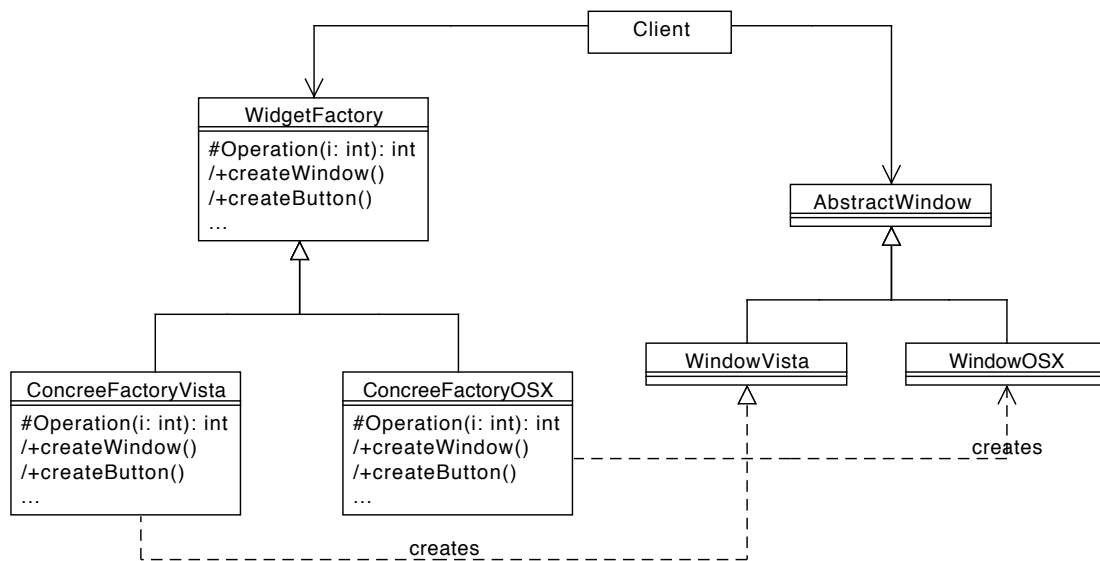 Client
WidgetFactory
#Operation(i: int): int
/+createWindow()
/+createButton()
...
AbstractWindow
WindowVista
WindowOSX
ConcreeFactoryVista
#Operation(i: int): int
/+createWindow()
/+createButton()
...
ConcreeFactoryOSX
#Operation(i: int): int
/+createWindow()
/+createButton()
...
creates
creates